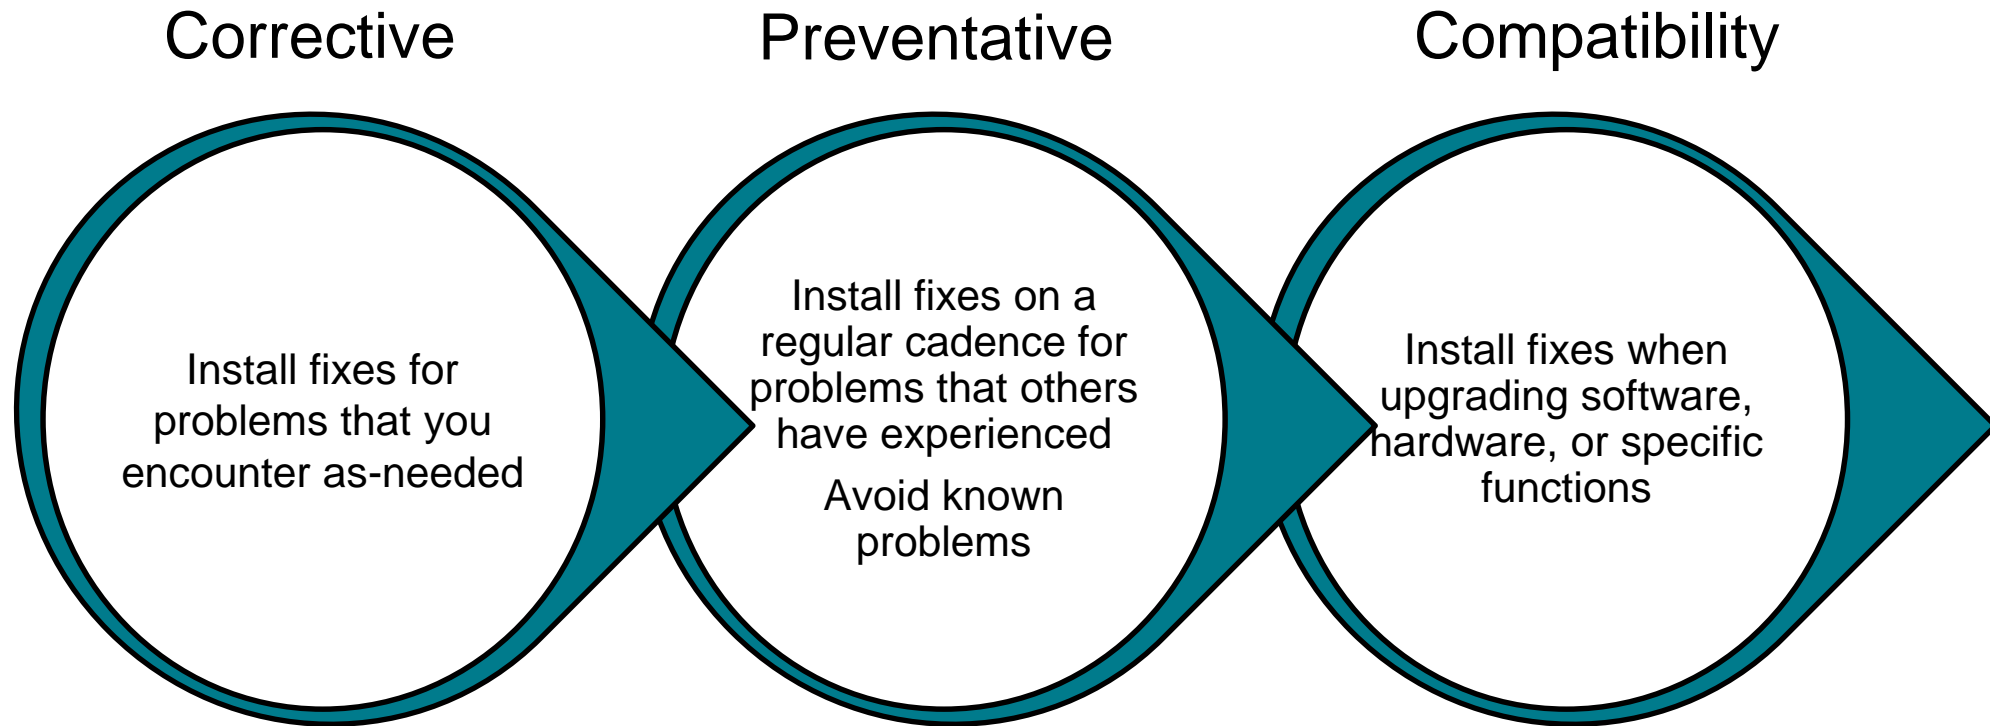 Corrective
Preventative
Compatibility
Install fixes for
problems that you
encounter as-needed
Install fixes on a
regular cadence for
problems that others
have experienced
Avoid known
problems
Install fixes when
upgrading software,
hardware, or specific
functions